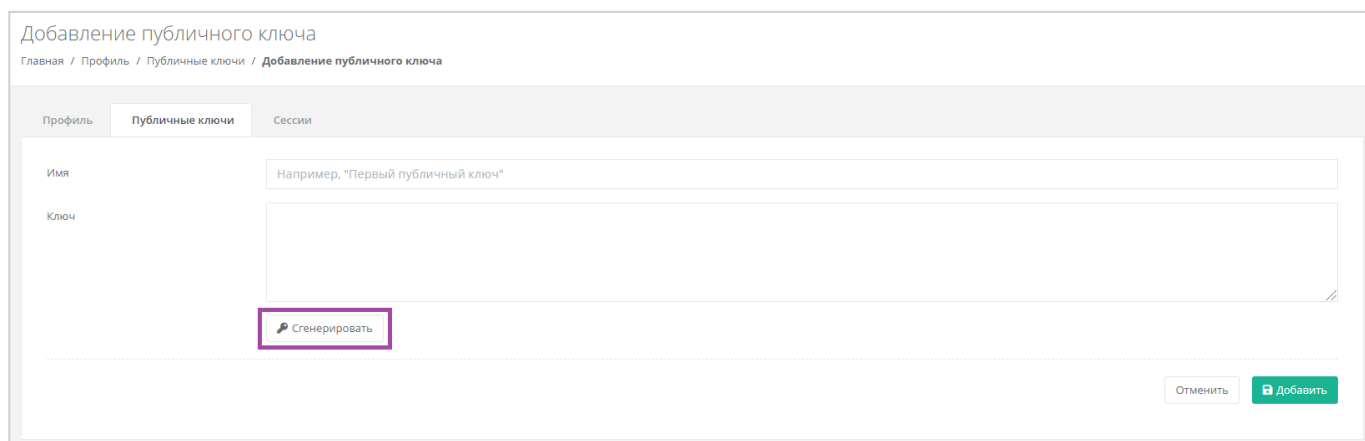 Добавление публичного ключа
Главная / Профиль / Публичные ключи / Добавление публичного ключа
Профиль Публичные ключи Сессии
Имя Например, "Первый публичный ключ"
Ключ
Сгенерировать
Отменить Добавить